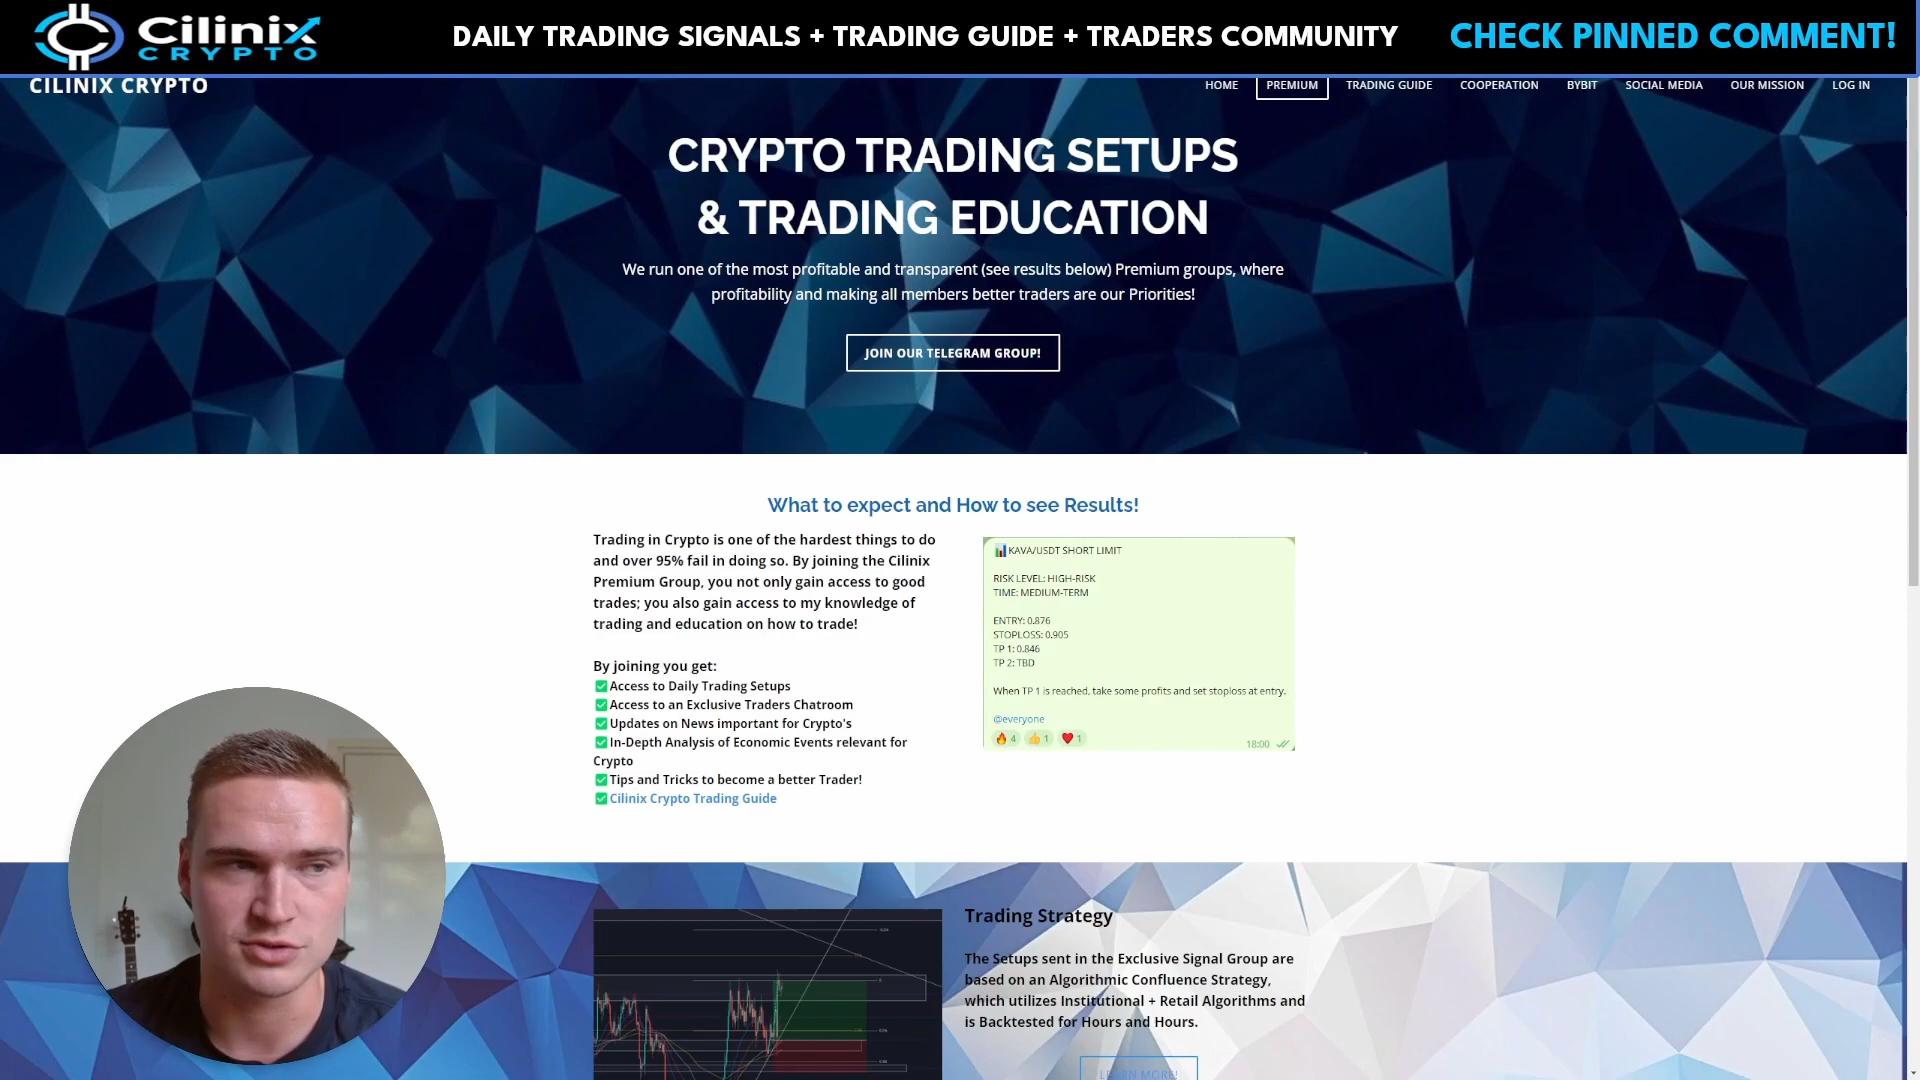 Cilinix
CRYPTO
DAILY TRADING SIGNALS + TRADING GUIDE + TRADERS COMMUNITY
CHECK PINNED COMMENT!
CILINIX CRYPTO
HOME
PREMIUM
TRADING GUIDE
COOPERATION
BYBIT
SOCIAL MEDIA
OUR MISSION
LOG IN
CRYPTO TRADING SETUPS
& TRADING EDUCATION
We run one of the most profitable and transparent (see results below) Premium groups, where
profitability and making all members better traders are our Priorities!
JOIN OUR TELEGRAM GROUP!
What to expect and How to see Results!
Trading in Crypto is one of the hardest things to do
and over 95% fail in doing so. By joining the Cilinix
Premium Group, you not only gain access to good
trades; you also gain access to my knowledge of
trading and education on how to trade!
By joining you get:
✅Access to Daily Trading Setups
✅Access to an Exclusive Traders Chatroom
✅Updates on News important for Crypto's
✅In-Depth Analysis of Economic Events relevant for
Crypto
✅Tips and Tricks to become a better Trader!
✅Cilinix Crypto Trading Guide
📊KAVA/USDT SHORT LIMIT
RISK LEVEL: HIGH-RISK
TIME: MEDIUM-TERM
ENTRY: 0.876
STOPLOSS: 0.905
TP 1: 0.846
TP 2: TBD
When TP 1 is reached, take some profits and set stoploss at entry.
@everyone
🔥 4 👍 1 ❤️ 1
18:00
Trading Strategy
The Setups sent in the Exclusive Signal Group are
based on an Algorithmic Confluence Strategy,
which utilizes Institutional + Retail Algorithms and
is Backtested for Hours and Hours.
LEARN MORE!